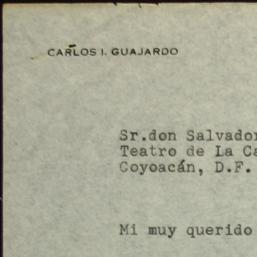 CARLOS I. GUAJARDO
Sr.don Salvador
Teatro de La Ca
Coyoacán, D.F.
Mi muy querido